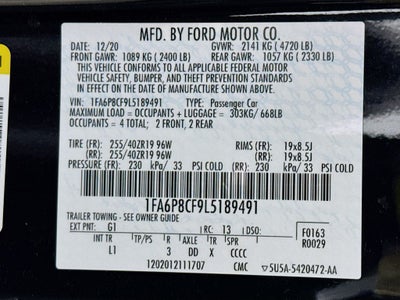 MFD. BY FORD MOTOR CO.
DATE: 12/20 GVWR: 2141 KG ( 4720 LB)
FRONT GAWR: 1089 KG ( 2400 LB) REAR GAWR: 1057 KG ( 2330 LB)
THIS VEHICLE CONFORMS TO ALL APPLICABLE FEDERAL MOTOR
VEHICLE SAFETY, BUMPER, AND THEFT PREVENTION STANDARDS
IN EFFECT ON THE DATE OF MANUFACTURE SHOWN ABOVE.
VIN: 1FA6P8CF9L5189491 TYPE: Passenger Car
MAXIMUM LOAD = OCCUPANTS + LUGGAGE = 303KG/ 668LB
OCCUPANTS = 4 TOTAL; 2 FRONT, 2 REAR
TIRE (FR): 255/40ZR19 96W RIMS (FR): 19x8.5J
(RR): 255/40ZR19 96W (RR): 19x8.5J
PRESSURE (FR) 230 kPa/ 33 PSI COLD (RR) 230 kPa/ 33 PSI COLD
1FA6P8CF9L5189491
TRAILER TOWING - SEE OWNER GUIDE
EXT PNT: G1 RC: 13 DSO: F0163
R0029
INT TR TP/PS R AXLE TR SPR
L1 3 DD X CCCC
1202012111707 CMC 5U5A-5420472-AA